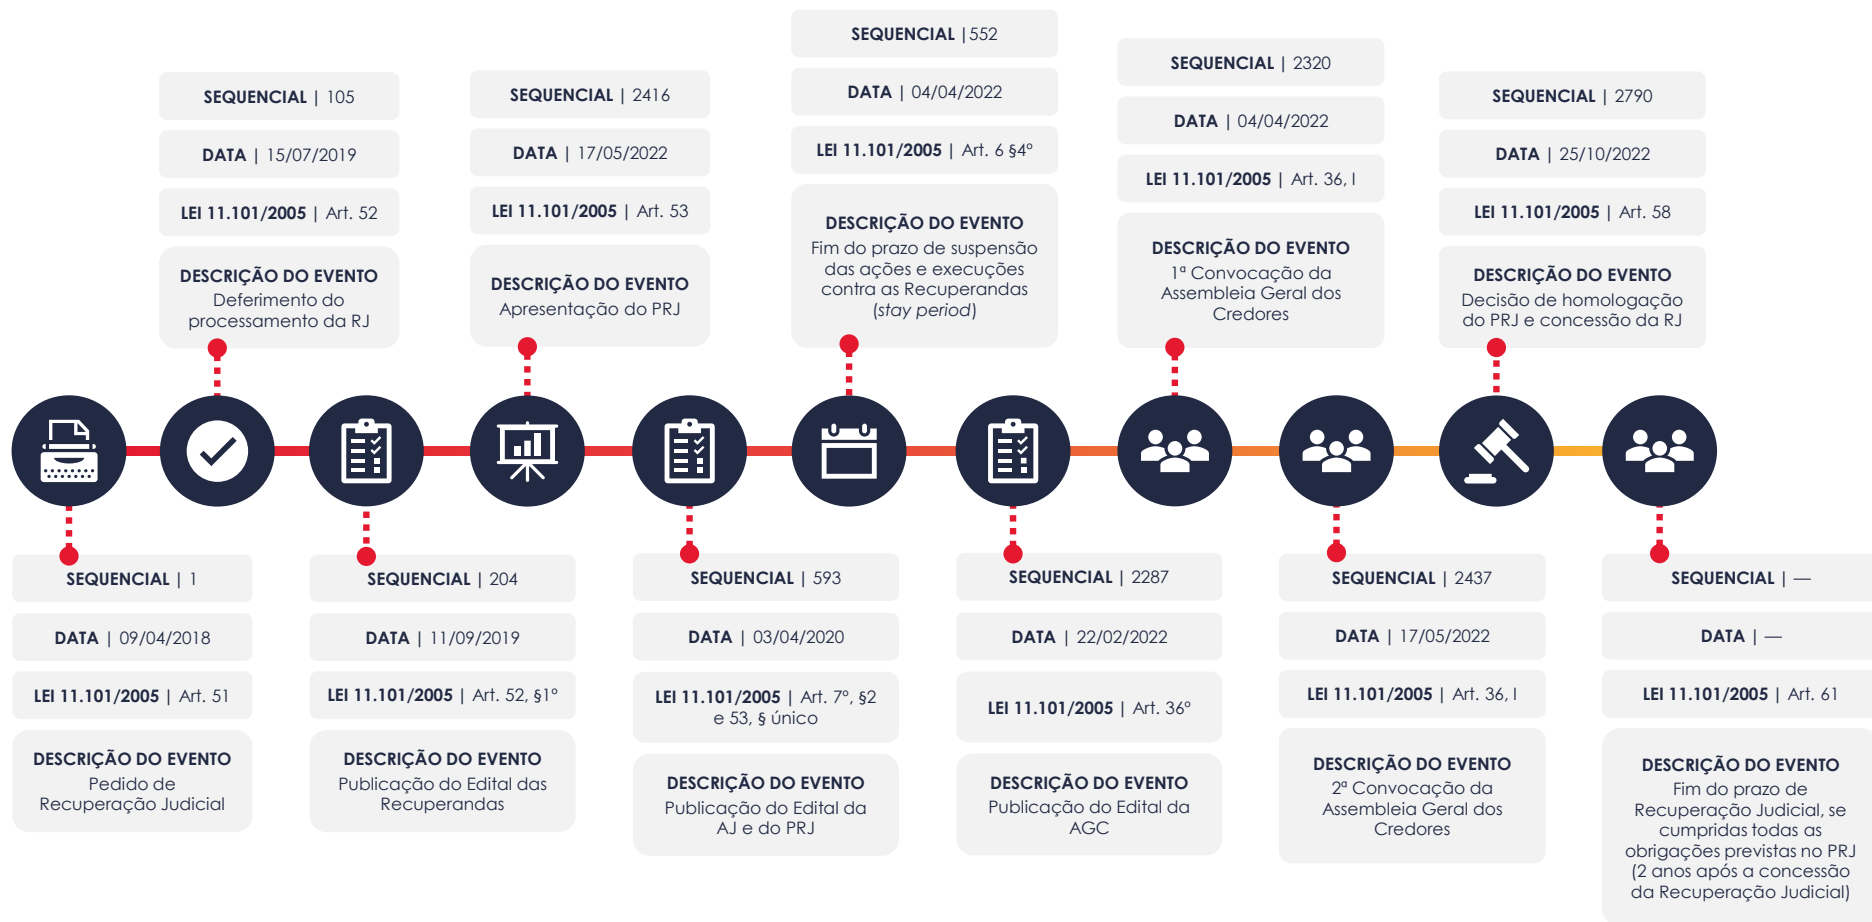 SEQUENCIAL | 1
DATA | 09/04/2018
LEI 11.101/2005 | Art. 51
DESCRIÇÃO DO EVENTO
Pedido de
Recuperação Judicial
SEQUENCIAL | 105
DATA | 15/07/2019
LEI 11.101/2005 | Art. 52
DESCRIÇÃO DO EVENTO
Deferimento do
processamento da RJ
SEQUENCIAL | 204
DATA | 11/09/2019
LEI 11.101/2005 | Art. 52, §1º
DESCRIÇÃO DO EVENTO
Publicação do Edital das
Recuperandas
SEQUENCIAL | 2416
DATA | 17/05/2022
LEI 11.101/2005 | Art. 53
DESCRIÇÃO DO EVENTO
Apresentação do PRJ
SEQUENCIAL | 593
DATA | 03/04/2020
LEI 11.101/2005 | Art. 7º, §2
e 53, § único
DESCRIÇÃO DO EVENTO
Publicação do Edital da
AJ e do PRJ
SEQUENCIAL |552
DATA | 04/04/2022
LEI 11.101/2005 | Art. 6 §4º
DESCRIÇÃO DO EVENTO
Fim do prazo de suspensão
das ações e execuções
contra as Recuperandas
(stay period)
SEQUENCIAL | 2287
DATA | 22/02/2022
LEI 11.101/2005 | Art. 36º
DESCRIÇÃO DO EVENTO
Publicação do Edital da
AGC
SEQUENCIAL | 2320
DATA | 04/04/2022
LEI 11.101/2005 | Art. 36, I
DESCRIÇÃO DO EVENTO
1ª Convocação da
Assembleia Geral dos
Credores
SEQUENCIAL | 2437
DATA | 17/05/2022
LEI 11.101/2005 | Art. 36, I
DESCRIÇÃO DO EVENTO
2ª Convocação da
Assembleia Geral dos
Credores
SEQUENCIAL | 2790
DATA | 25/10/2022
LEI 11.101/2005 | Art. 58
DESCRIÇÃO DO EVENTO
Decisão de homologação
do PRJ e concessão da RJ
SEQUENCIAL | —
DATA | —
LEI 11.101/2005 | Art. 61
DESCRIÇÃO DO EVENTO
Fim do prazo de
Recuperação Judicial, se
cumpridas todas as
obrigações previstas no PRJ
(2 anos após a concessão
da Recuperação Judicial)